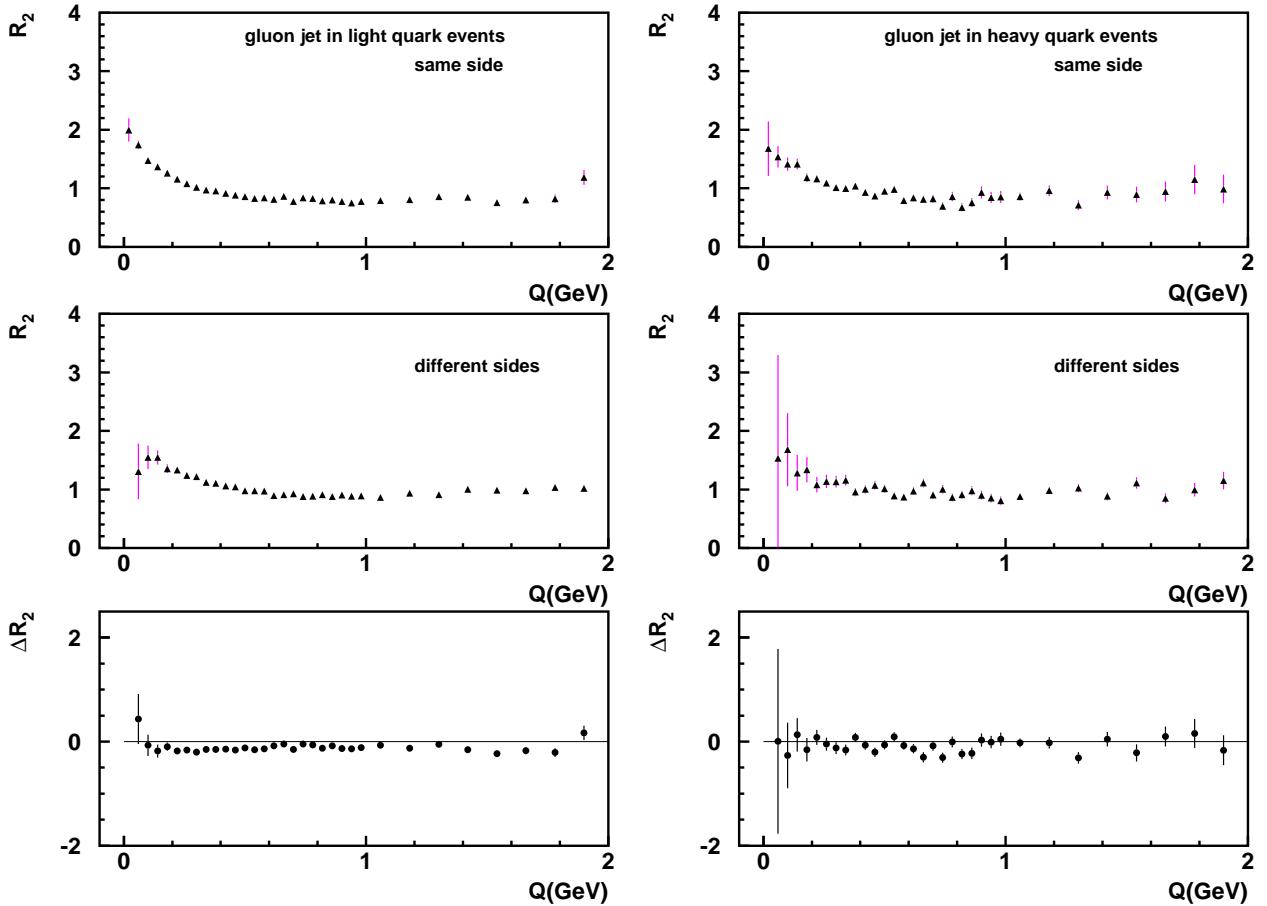 R2
4
3
2
1
0
gluon jet in light quark events
same side
0 1 2
Q(GeV)
R2
4
3
2
1
0
gluon jet in heavy quark events
same side
0 1 2
Q(GeV)
R2
4
3
2
1
0
different sides
0 1 2
Q(GeV)
R2
4
3
2
1
0
different sides
0 1 2
Q(GeV)
ΔR2
2
0
-2
0 1 2
Q(GeV)
ΔR2
2
0
-2
0 1 2
Q(GeV)